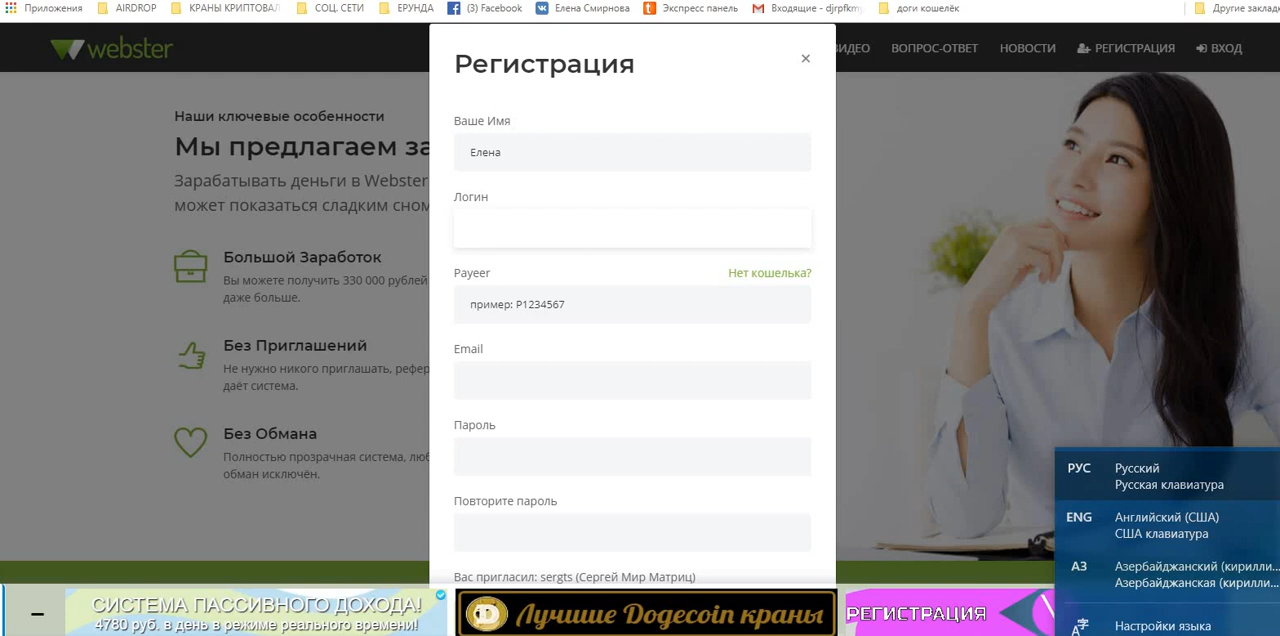 Приложения
AIRDROP
КРАНЫ КРИПТОВАЛ
СОЦ. СЕТИ
ЕРУНДА
(3) Facebook
Елена Смирнова
Экспресс панель
Входящие - djrpfkmy
доги кошелёк
Другие заклад
webster
ВИДЕО
ВОПРОС-ОТВЕТ
НОВОСТИ
РЕГИСТРАЦИЯ
ВХОД
Наши ключевые особенности
Мы предлагаем за
Зарабатывать деньги в Webster
может показаться сладким сном
Большой Заработок
Вы можете получить 330 000 рублей
даже больше.
Без Приглашений
Не нужно никого приглашать, рефер
даёт система.
Без Обмана
Полностью прозрачная система, люб
обман исключён.
Регистрация
×
Ваше Имя
Елена
Логин
Payeer
Нет кошелька?
пример: P1234567
Email
Пароль
Повторите пароль
Вас пригласил: sergts (Сергей Мир Матриц)
РУС
Русский
Русская клавиатура
ENG
Английский (США)
США клавиатура
АЗ
Азербайджанский (кирилли...
Азербайджанская (кирилли...
Настройки языка
СИСТЕМА ПАССИВНОГО ДОХОДА!
4780 руб. в день в режиме реального времени!
Лучшие Dogecoin краны
РЕГИСТРАЦИЯ